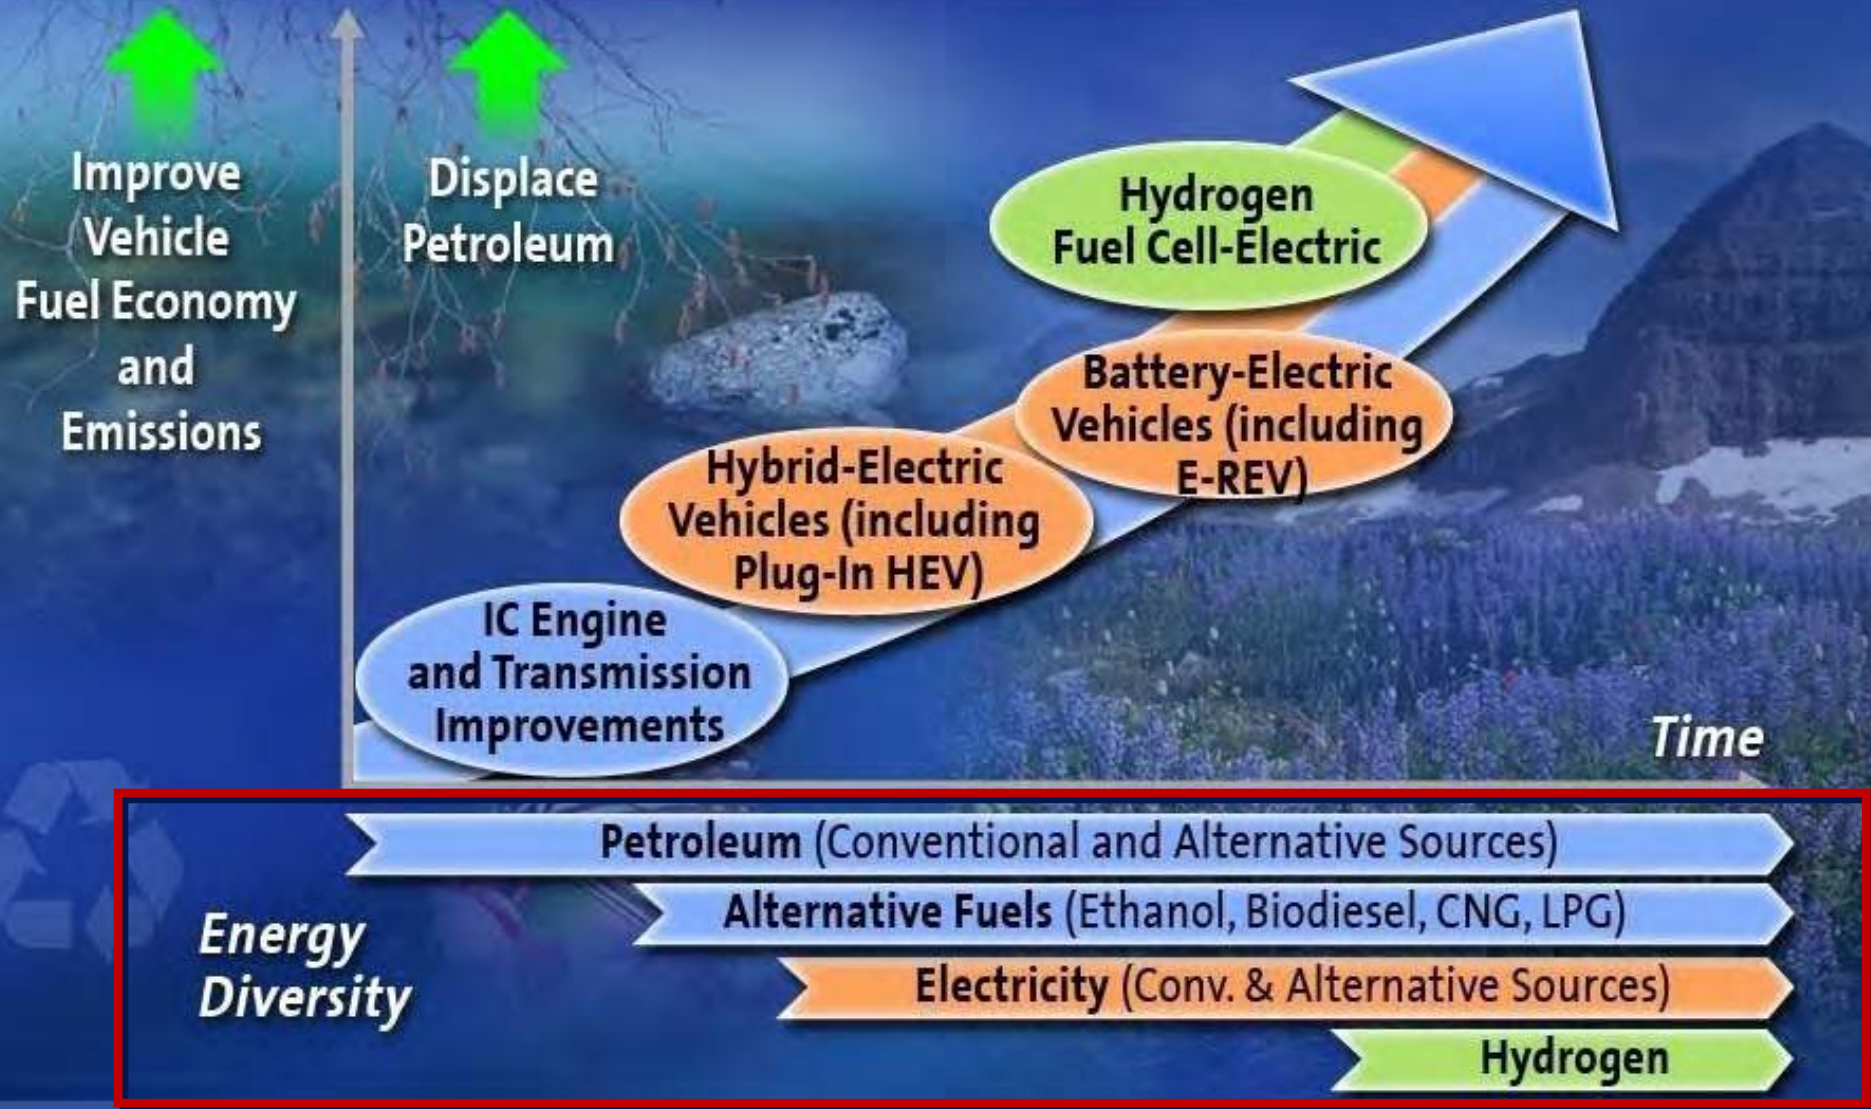 Improve
Vehicle
Fuel Economy
and
Emissions
Displace
Petroleum
Hydrogen
Fuel Cell-Electric
Battery-Electric
Vehicles (including
E-REV)
Hybrid-Electric
Vehicles (including
Plug-In HEV)
IC Engine
and Transmission
Improvements
Time
Energy
Diversity
Petroleum (Conventional and Alternative Sources)
Alternative Fuels (Ethanol, Biodiesel, CNG, LPG)
Electricity (Conv. & Alternative Sources)
Hydrogen